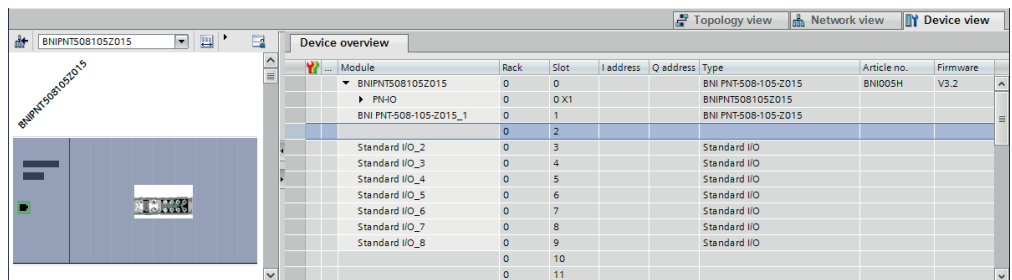 Topology view Network view Device view
BNIPNT508105Z015 Device overview
BNIPNT508105Z015
... Module Rack Slot I address Q address Type Article no. Firmware
BNIPNT508105Z015 0 0 BNI PNT-508-105-Z015 BNI005H V3.2
PN-IO 0 0 X1 BNIPNT508105Z015
BNI PNT-508-105-Z015_1 0 1 BNI PNT-508-105-Z015
0 2
Standard I/O_2 0 3 Standard I/O
Standard I/O_3 0 4 Standard I/O
Standard I/O_4 0 5 Standard I/O
Standard I/O_5 0 6 Standard I/O
Standard I/O_6 0 7 Standard I/O
Standard I/O_7 0 8 Standard I/O
Standard I/O_8 0 9 Standard I/O
0 10
0 11